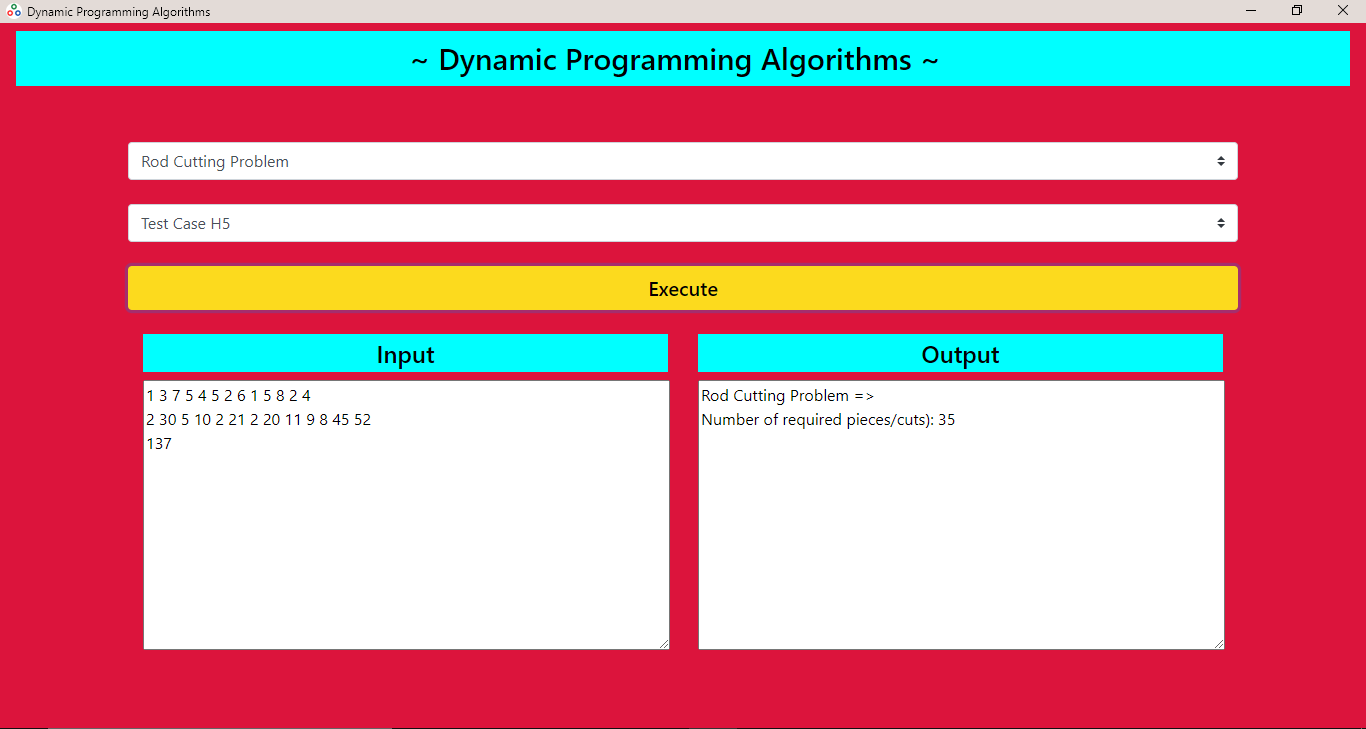 Dynamic Programming Algorithms
~ Dynamic Programming Algorithms ~
Rod Cutting Problem
Test Case H5
Execute
Input
Output
1 3 7 5 4 5 2 6 1 5 8 2 4
2 30 5 10 2 21 2 20 11 9 8 45 52
137
Rod Cutting Problem =>
Number of required pieces/cuts): 35